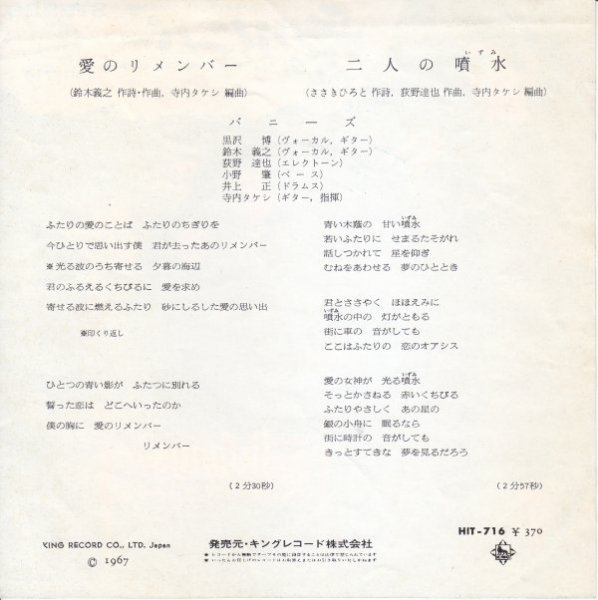 愛のリメンバー
(鈴木義之 作詩・作曲, 寺内タケシ 編曲)
二人の噴水
いずみ
(ささきひろと 作詩, 荻野達也 作曲, 寺内タケシ 編曲)
バニーズ
黒沢 博(ヴォーカル, ギター)
鈴木 義之(ヴォーカル, ギター)
荻野 達也(エレクトーン)
小野 肇(ベース)
井上 正(ドラムス)
寺内タケシ(ギター, 指揮)
ふたりの愛のことば ふたりのちぎりを
今ひとりで思い出す僕 君が去ったあのリメンバー
※光る波のうち寄せる 夕暮の海辺
君のふるえるくちびるに 愛を求め
寄せる波に燃えるふたり 砂にしるした愛の思い出
※印くり返し
ひとつの青い影が ふたつに別れる
誓った恋は どこへいったのか
僕の胸に 愛のリメンバー
リメンバー
(2分30秒)
青い木蔭の 甘い噴水
いずみ
若いふたりに せまるたそがれ
話しつかれて 星を仰ぎ
むねをあわせる 夢のひととき
君とささやく ほほえみに
噴水の中の 灯がともる
いずみ
街に車の 音がしても
ここはふたりの 恋のオアシス
愛の女神が 光る噴水
いずみ
そっとかさねる 赤いくちびる
ふたりやさしく あの星の
銀の小舟に 眠るなら
街に時計の 音がしても
きっとすてきな 夢を見るだろう
(2分57秒)
KING RECORD CO., LTD. Japan
© 1967
発売元・キングレコード株式会社
HIT-716 ¥ 370